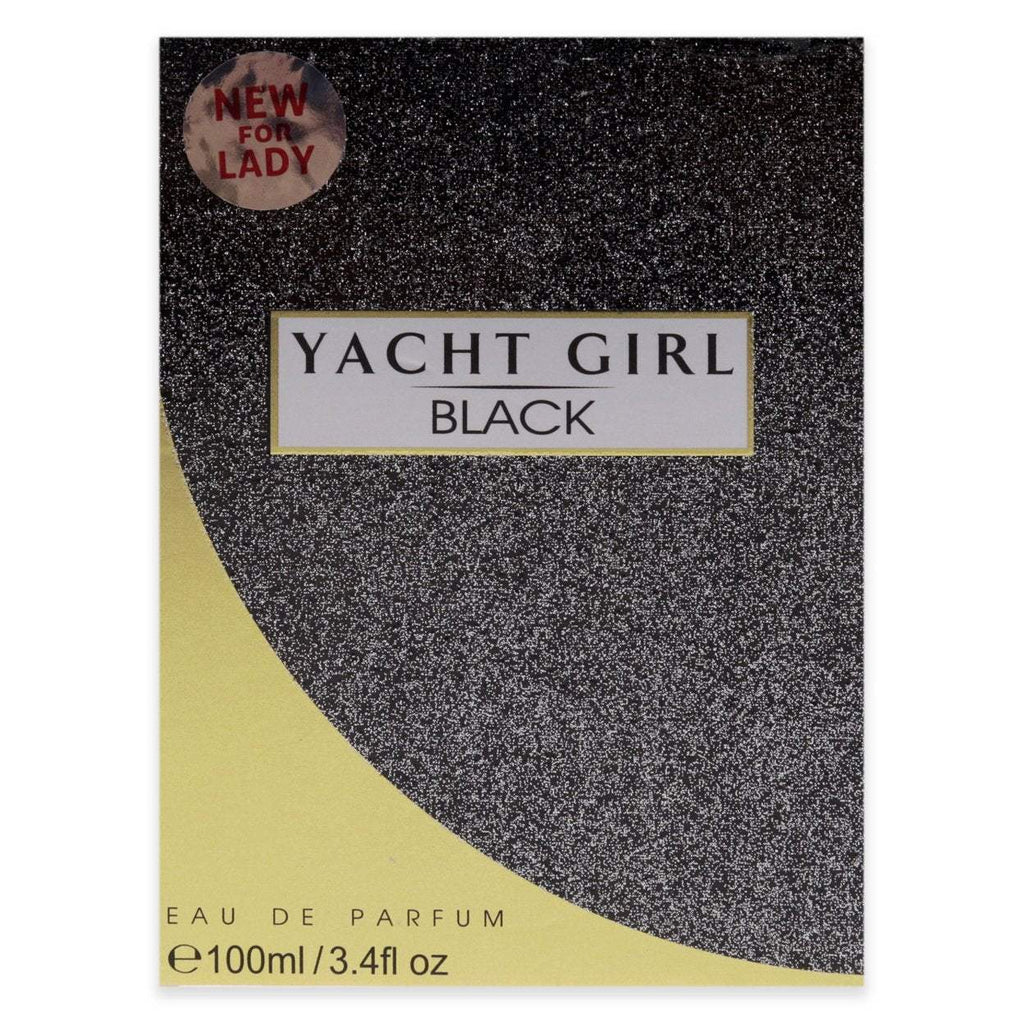 NEW
FOR
LADY
YACHT GIRL
BLACK
EAU DE PARFUM
℮100ml / 3.4fl oz